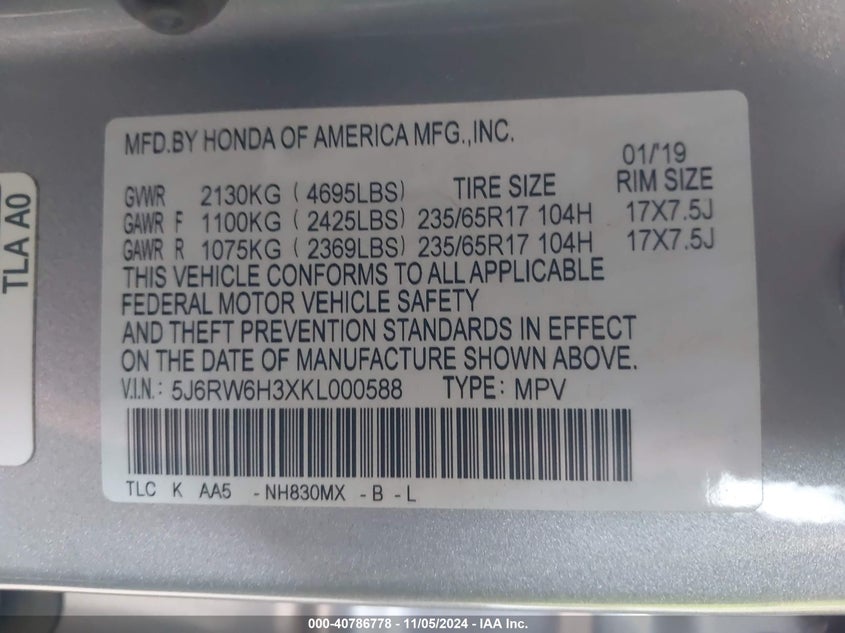 MFD.BY HONDA OF AMERICA MFG.,INC.
01/'19
GVWR 2130KG ( 4695LBS) TIRE SIZE RIM SIZE
GAWR F 1100KG ( 2425LBS) 235/65R17 104H 17X7.5J
GAWR R 1075KG ( 2369LBS) 235/65R17 104H 17X7.5J
THIS VEHICLE CONFORMS TO ALL APPLICABLE
FEDERAL MOTOR VEHICLE SAFETY
AND THEFT PREVENTION STANDARDS IN EFFECT
ON THE DATE OF MANUFACTURE SHOWN ABOVE.
V.I.N.: 5J6RW6H3XKL000588 TYPE: MPV
TLC K AA5 -NH830MX -B -L
TLA A0
000-40786778 - 11/05/2024 - IAA Inc.